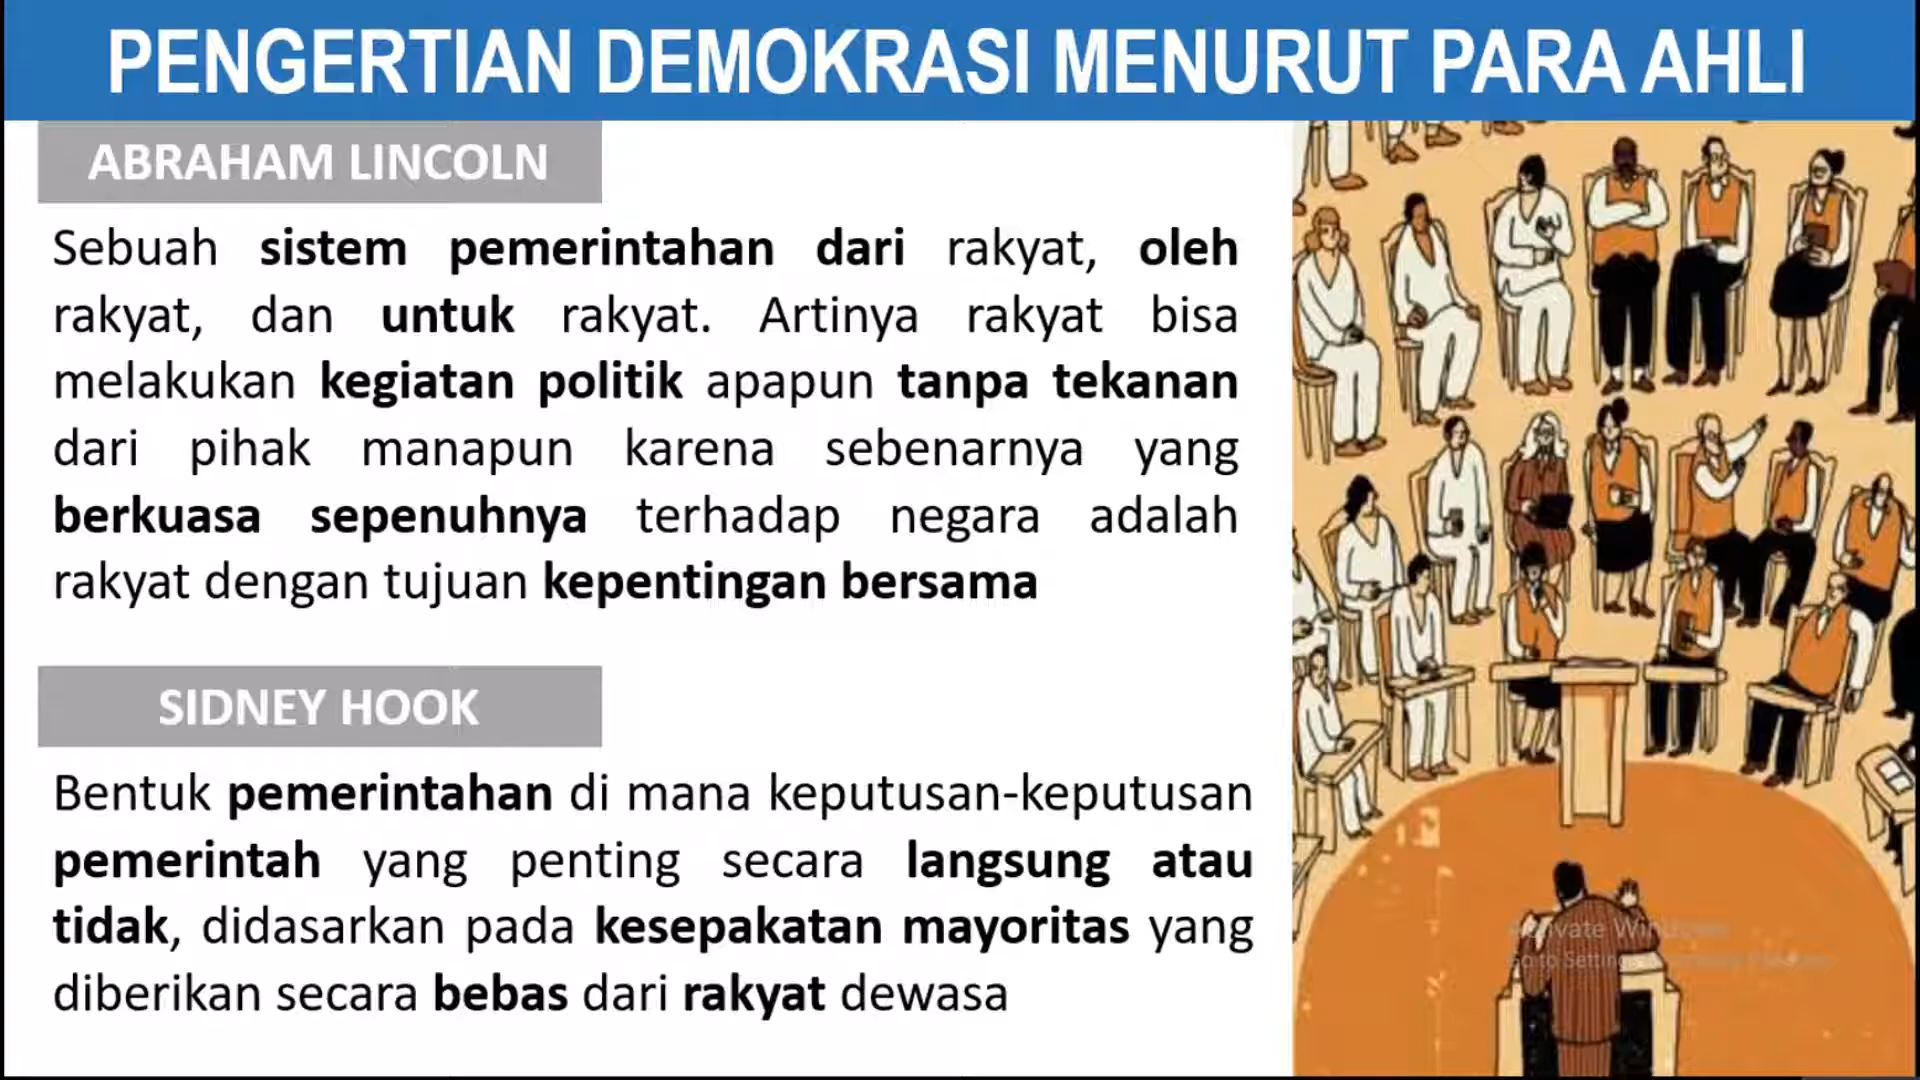 PENGERTIAN DEMOKRASI MENURUT PARA AHLI
ABRAHAM LINCOLN
Sebuah sistem pemerintahan dari rakyat, oleh
rakyat, dan untuk rakyat. Artinya rakyat bisa
melakukan kegiatan politik apapun tanpa tekanan
dari pihak manapun karena sebenarnya yang
berkuasa sepenuhnya terhadap negara adalah
rakyat dengan tujuan kepentingan bersama
SIDNEY HOOK
Bentuk pemerintahan di mana keputusan-keputusan
pemerintah yang penting secara langsung atau
tidak, didasarkan pada kesepakatan mayoritas yang
diberikan secara bebas dari rakyat dewasa